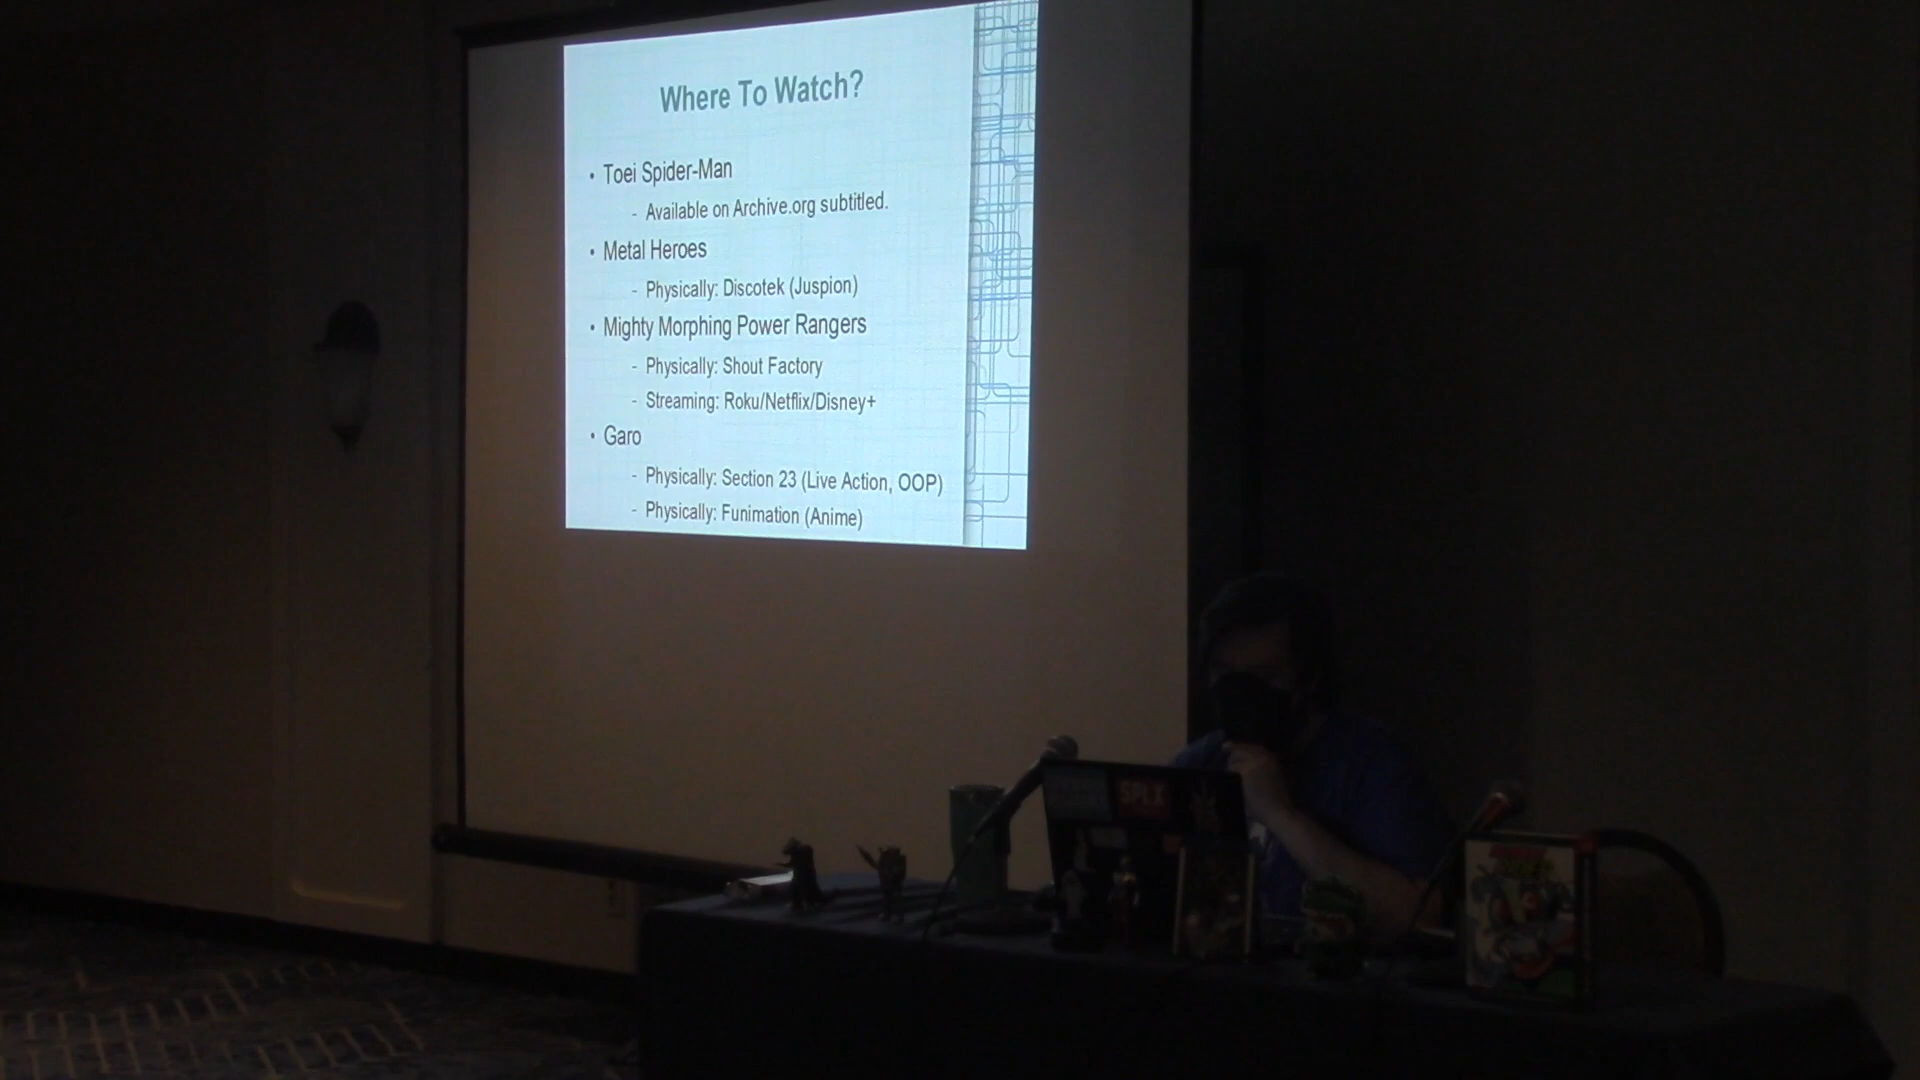 Where To Watch?
• Toei Spider-Man
- Available on Archive.org subtitled.
• Metal Heroes
- Physically: Discotek (Juspion)
• Mighty Morphing Power Rangers
- Physically: Shout Factory
- Streaming: Roku/Netflix/Disney+
• Garo
- Physically: Section 23 (Live Action, OOP)
- Physically: Funimation (Anime)